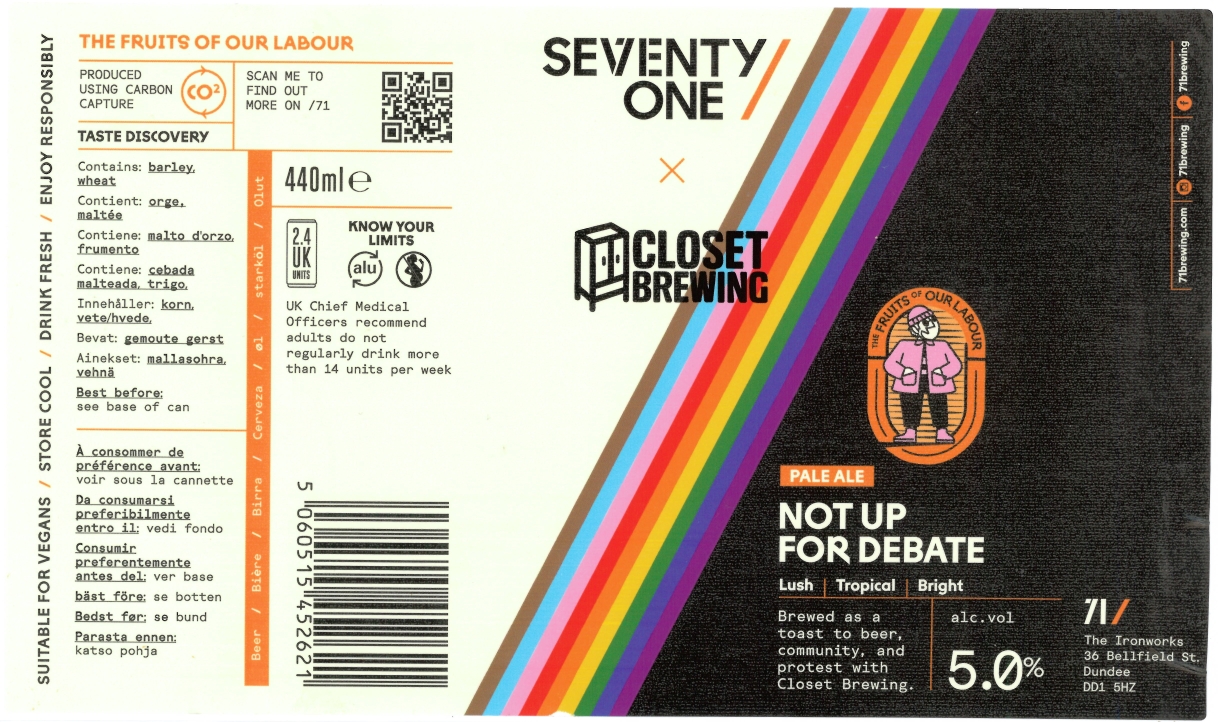 SUITABLE FOR VEGANS / STORE COOL / DRINK FRESH / ENJOY RESPONSIBLY
THE FRUITS OF OUR LABOUR
PRODUCED
USING CARBON
CAPTURE
CO²
SCAN ME TO
FIND OUT
MORE ON /71
TASTE DISCOVERY
Contains: barley,
wheat
Contient: orge,
maltée
Contiene: malto d'orzo,
frumento
Contiene: cebada
malteada, trigo,
Innehåller: korn,
vete/hvede,
Bevat: gemoute gerst
Ainekset: mallasohra,
vehnä
Best before:
see base of can
À consommer de
préférence avant:
voir sous la cannette
Da consumarsi
preferibilmente
entro il: vedi fondo
Consumir
preferentemente
antes del: ver base
bäst före: se botten
Bedst før: se bund
Parasta ennen:
katso pohja
Beer / Bière / Birra / Cerveza / øl / starköl / Olut
440ml e
2.4
UK
UNITS
KNOW YOUR
LIMITS
alu
UK Chief Medical
Officers recommend
adults do not
regularly drink more
than 14 units per week
5 060515 452621
SEVENTY/
ONE
×
CLOSET
BREWING
71brewing.com 71brewing 71brewing
THE FRUITS OF OUR LABOUR
PALE ALE
NOT UP
FOR DEBATE
Lush | Tropical | Bright
Brewed as a
toast to beer,
community, and
protest with
Closet Brewing.
alc.vol
5.0%
71/
The Ironworks
36 Bellfield St.
Dundee
DD1 5HZ